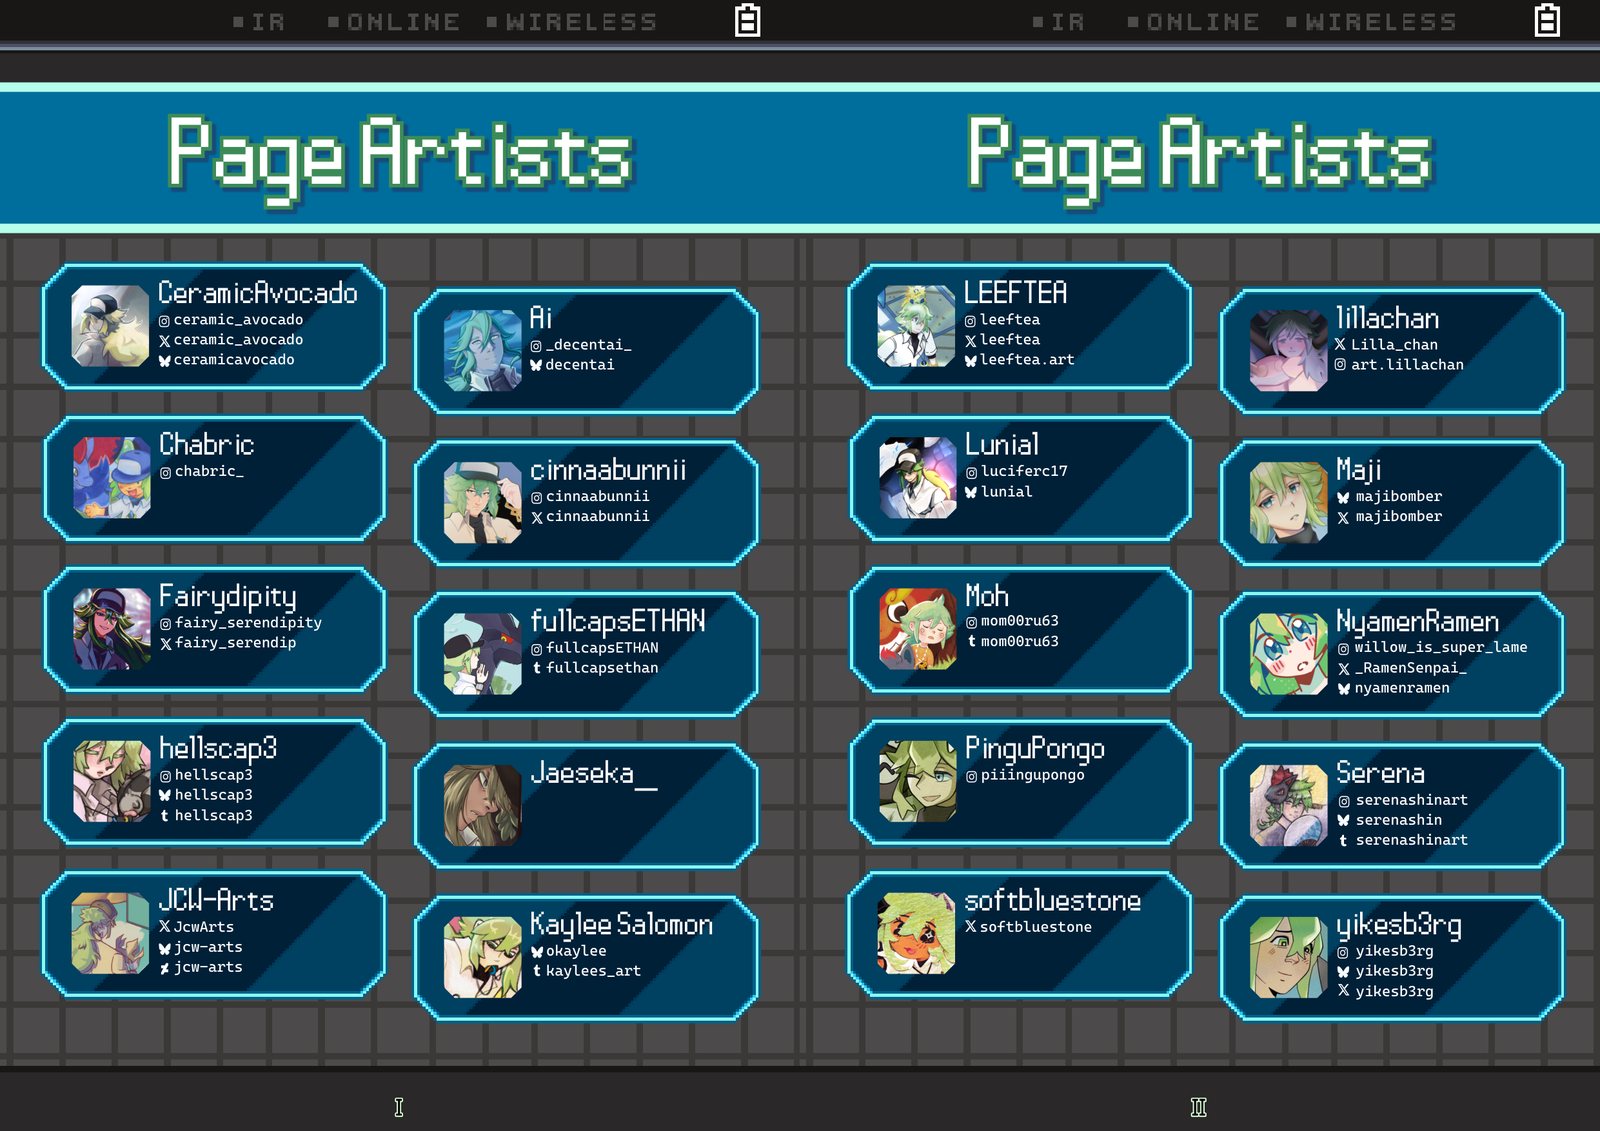 IR ONLINE WIRELESS
IR ONLINE WIRELESS
Page Artists
CeramicAvocado
ceramic_avocado
ceramic_avocado
ceramicavocado
Ai
_decentai_
decentai
Chabric
chabric_
cinnaabunnii
cinnaabunnii
cinnaabunnii
Fairydipity
fairy_serendipity
fairy_serendip
fullcapsETHAN
fullcapsETHAN
fullcapsethan
hellscap3
hellscap3
hellscap3
hellscap3
Jaeseka__
JCW-Arts
JcwArts
jcw-arts
jcw-arts
Kaylee Salomon
okaylee
kaylees_art
I
Page Artists
LEEFTEA
leeftea
leeftea
leeftea.art
lillachan
Lilla_chan
art.lillachan
Lunial
luciferc17
lunial
Maji
majibomber
majibomber
Moh
mom00ru63
mom00ru63
NyamenRamen
willow_is_super_lame
_RamenSenpai_
nyamenramen
PinguPongo
piiingupongo
Serena
serenashinart
serenashin
serenashinart
softbluestone
softbluestone
yikesb3rg
yikesb3rg
yikesb3rg
yikesb3rg
II